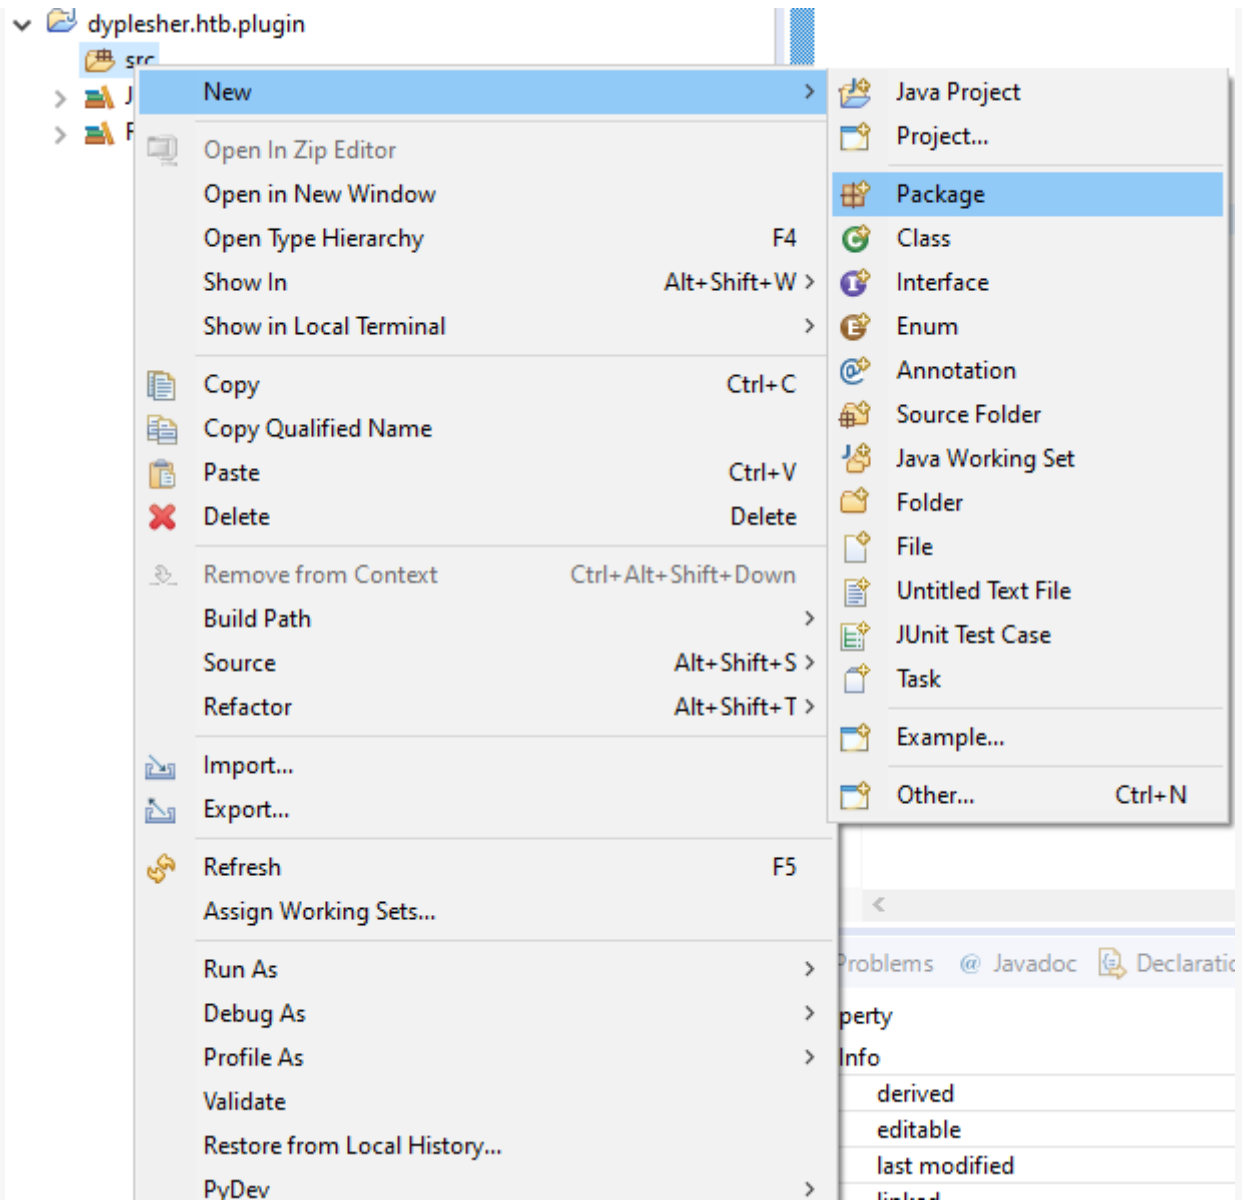 dyplesher.htb.plugin
src
New
Open In Zip Editor
Open in New Window
Open Type Hierarchy F4
Show In Alt+Shift+W >
Show in Local Terminal >
Copy Ctrl+C
Copy Qualified Name
Paste Ctrl+V
Delete Delete
Remove from Context Ctrl+Alt+Shift+Down
Build Path >
Source Alt+Shift+S >
Refactor Alt+Shift+T >
Import...
Export...
Refresh F5
Assign Working Sets...
Run As >
Debug As >
Profile As >
Validate
Restore from Local History...
PyDev >
Java Project
Project...
Package
Class
Interface
Enum
Annotation
Source Folder
Java Working Set
Folder
File
Untitled Text File
JUnit Test Case
Task
Example...
Other... Ctrl+N
Problems @ Javadoc Declaratic
perty
Info
derived
editable
last modified
linked